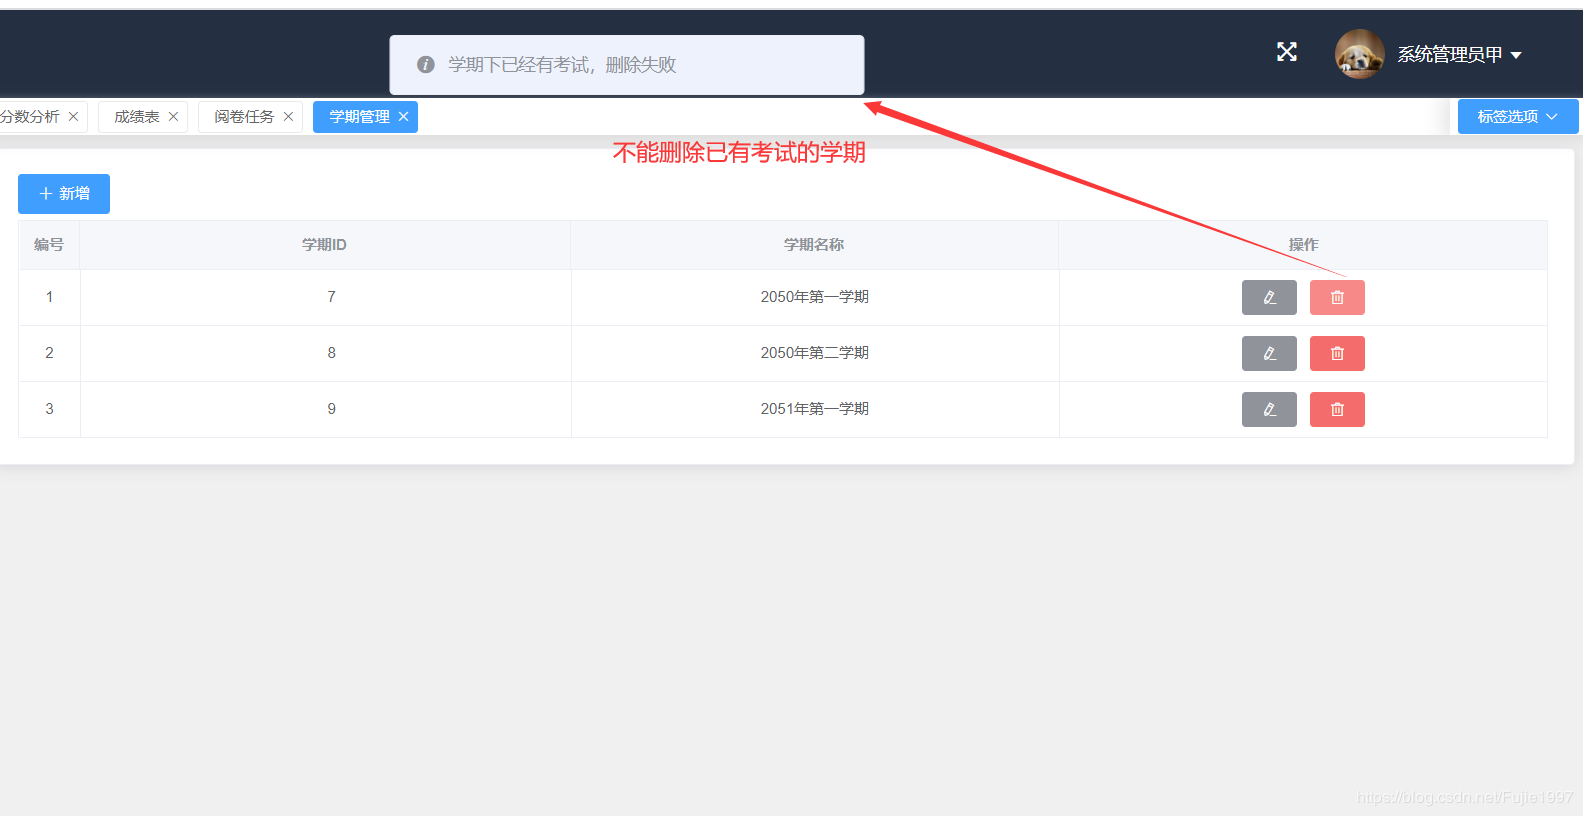 学期下已经有考试，删除失败
系统管理员甲
分数分析
成绩表
阅卷任务
学期管理
标签选项
不能删除已有考试的学期
新增
编号 学期ID 学期名称 操作
1 7 2050年第一学期
2 8 2050年第二学期
3 9 2051年第一学期
https://blog.csdn.net/Fujie1997